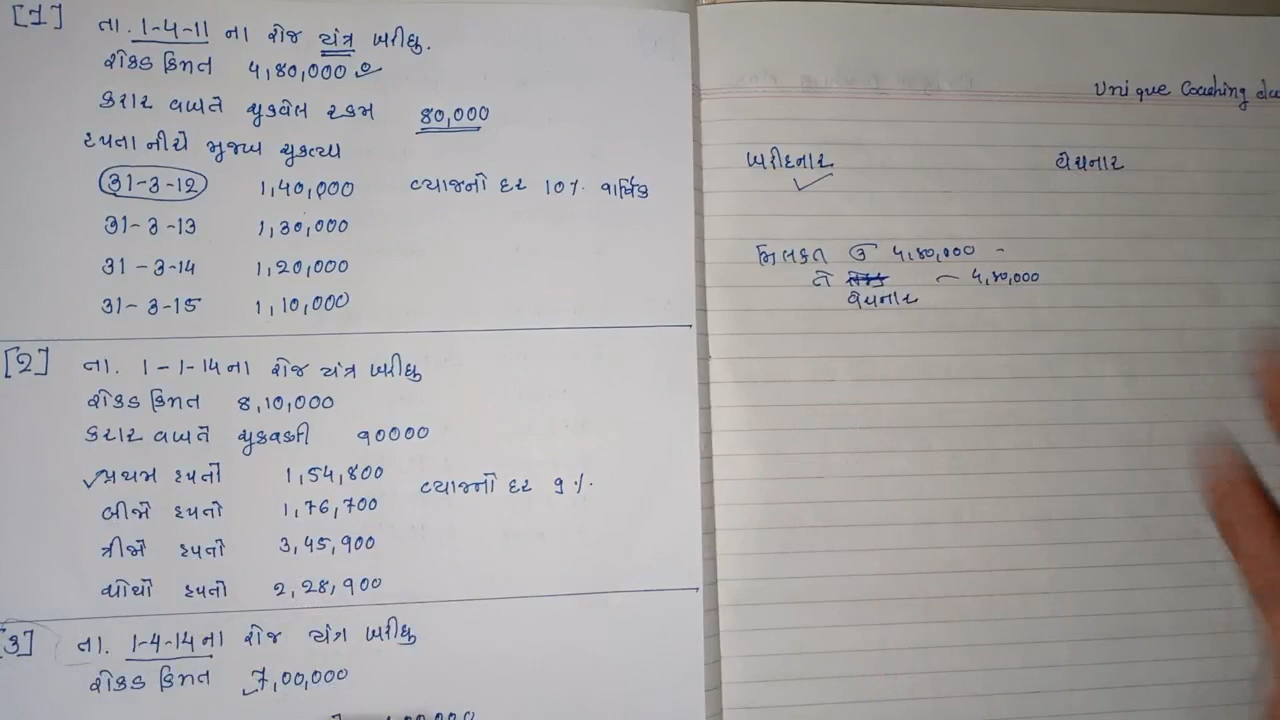 [1] તા. 1-4-11 ના રોજ યંત્ર ખરીદ્યુ.
રોકડ કિંમત 4,80,000
કરાર વખતે ચુકવેલ રકમ 80,000
હપતા નીચે મુજબ ચુકવ્યા
31-3-12 1,40,000 વ્યાજનો દર 10% વાર્ષિક
31-3-13 1,30,000
31-3-14 1,20,000
31-3-15 1,10,000
[2] તા. 1-1-14 ના રોજ યંત્ર ખરીદ્યુ
રોકડ કિંમત 8,10,000
કરાર વખતે ચુકવણી 90000
પ્રથમ હપતો 1,54,800 વ્યાજનો દર 9%
બીજો હપતો 1,76,700
ત્રીજો હપતો 3,45,900
ચોથો હપતો 2,28,900
[3] તા. 1-4-14 ના રોજ યંત્ર ખરીદ્યુ
રોકડ કિંમત 7,00,000
Unique Coaching
ખરીદનાર વેચનાર
મિલકત ઉ 4,80,000 -
તે વેચનાર - 4,80,000